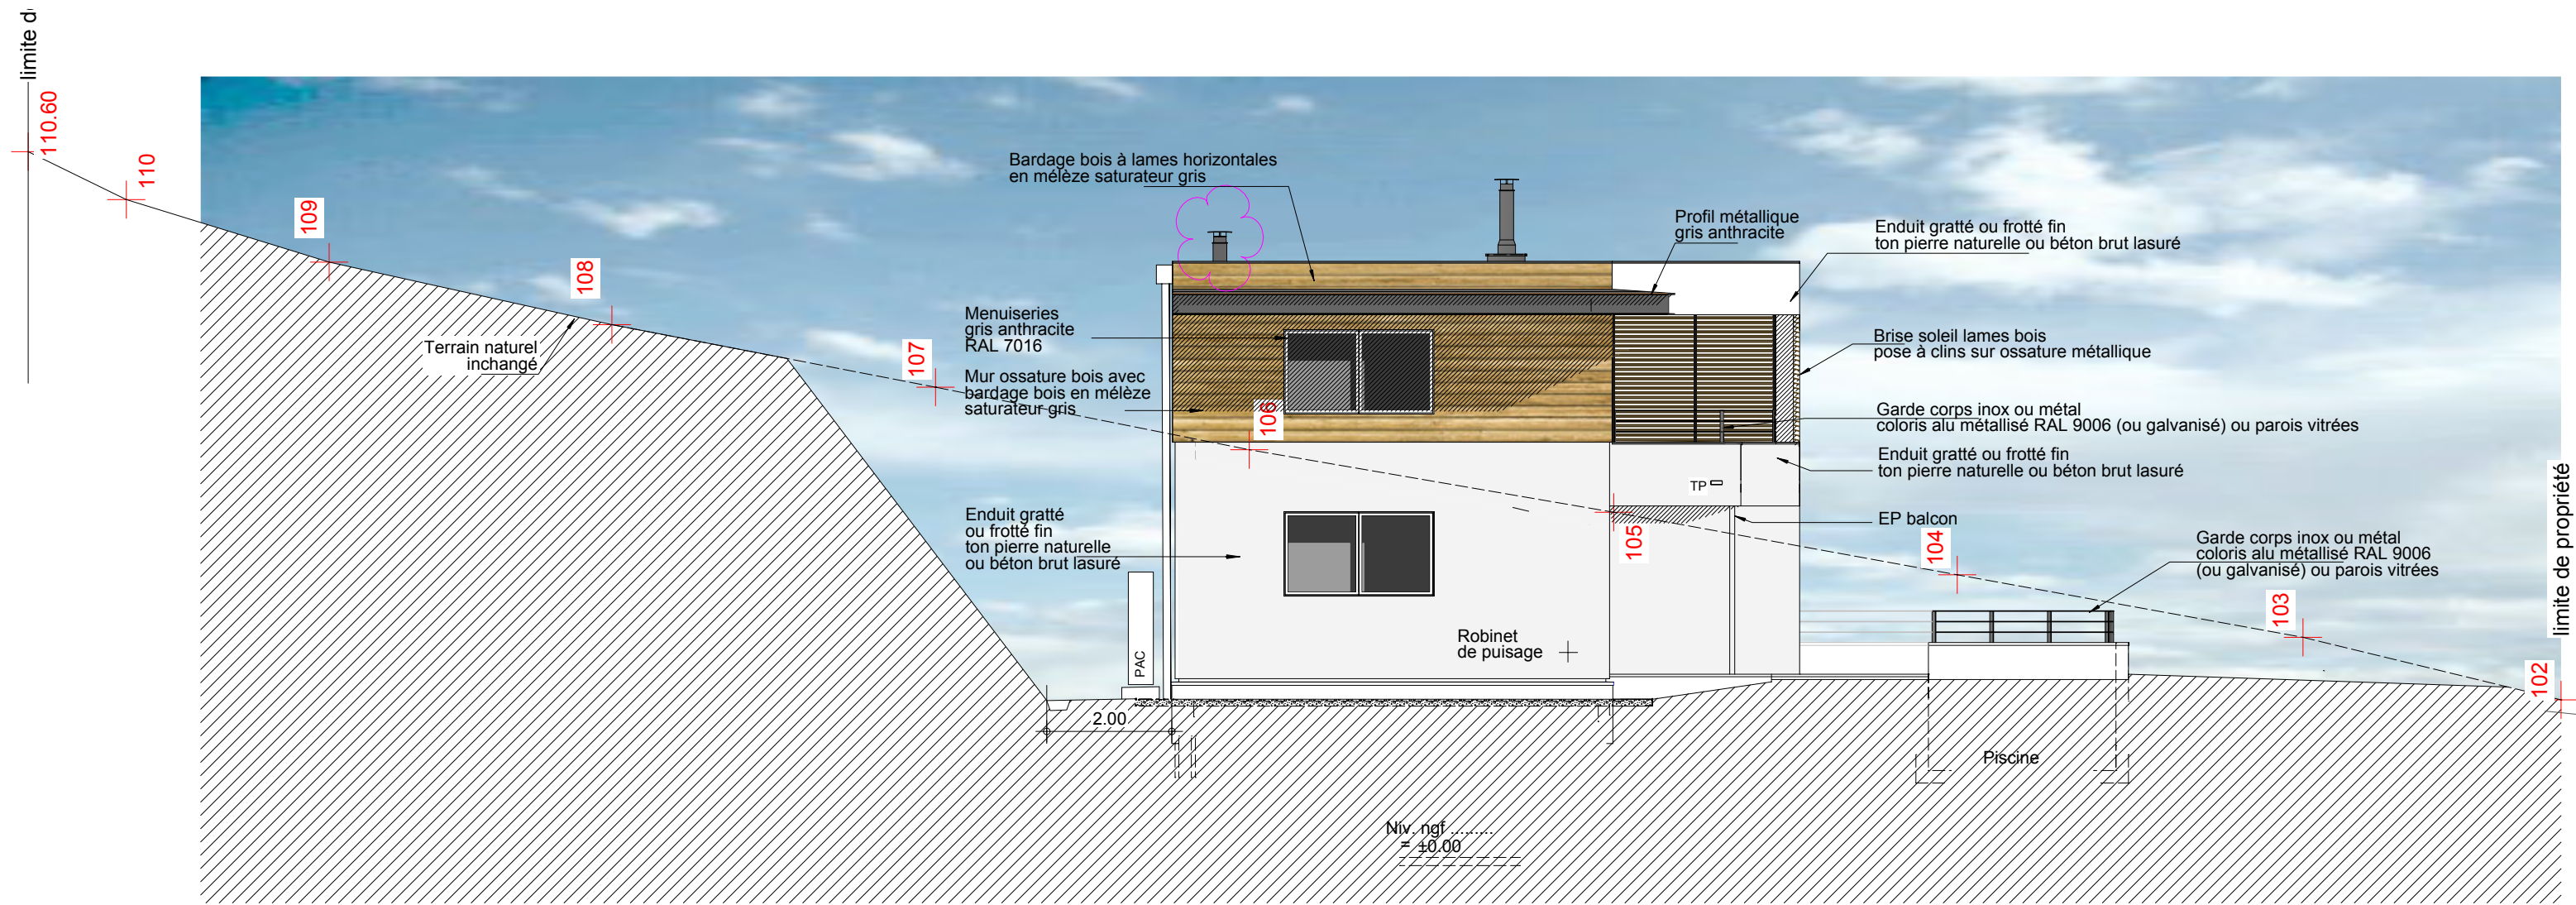 limite d
110.60
110
109
108
107
106
105
104
103
102
Terrain naturel
inchangé
Bardage bois à lames horizontales
en mélèze saturateur gris
Menuiseries
gris anthracite
RAL 7016
Mur ossature bois avec
bardage bois en mélèze
saturateur gris
Enduit gratté
ou frotté fin
ton pierre naturelle
ou béton brut lasuré
PAC
2.00
Profil métallique
gris anthracite
Enduit gratté ou frotté fin
ton pierre naturelle ou béton brut lasuré
Brise soleil lames bois
pose à clins sur ossature métallique
Garde corps inox ou métal
coloris alu métallisé RAL 9006 (ou galvanisé) ou parois vitrées
Enduit gratté ou frotté fin
ton pierre naturelle ou béton brut lasuré
TP
EP balcon
Garde corps inox ou métal
coloris alu métallisé RAL 9006
(ou galvanisé) ou parois vitrées
limite de propriété
Robinet
de puisage
Piscine
Niv. ngf .........
= ±0.00